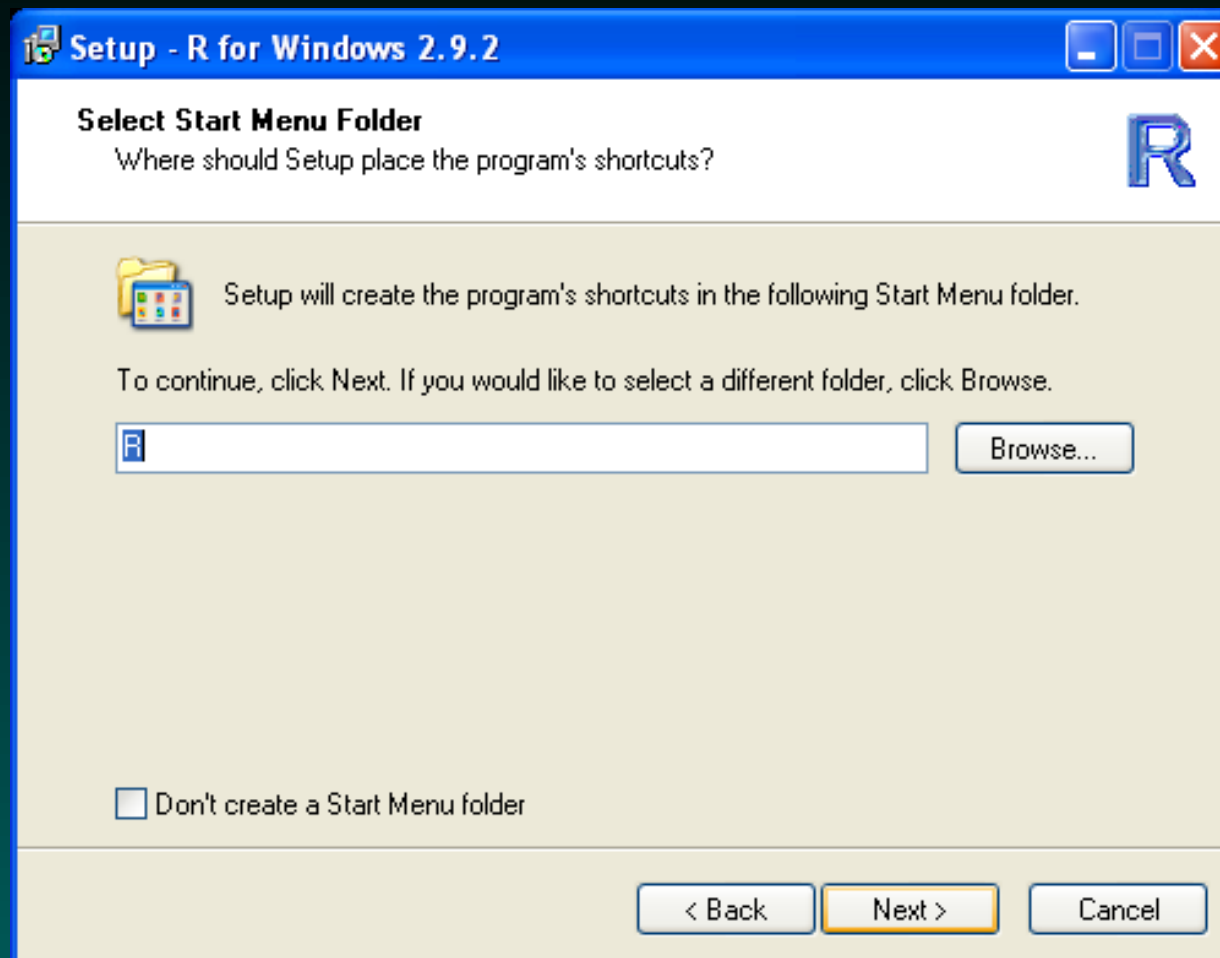 Setup - R for Windows 2.9.2
Select Start Menu Folder
Where should Setup place the program's shortcuts?
R
Setup will create the program's shortcuts in the following Start Menu folder.
To continue, click Next. If you would like to select a different folder, click Browse.
R
Browse...
Don't create a Start Menu folder
< Back
Next >
Cancel